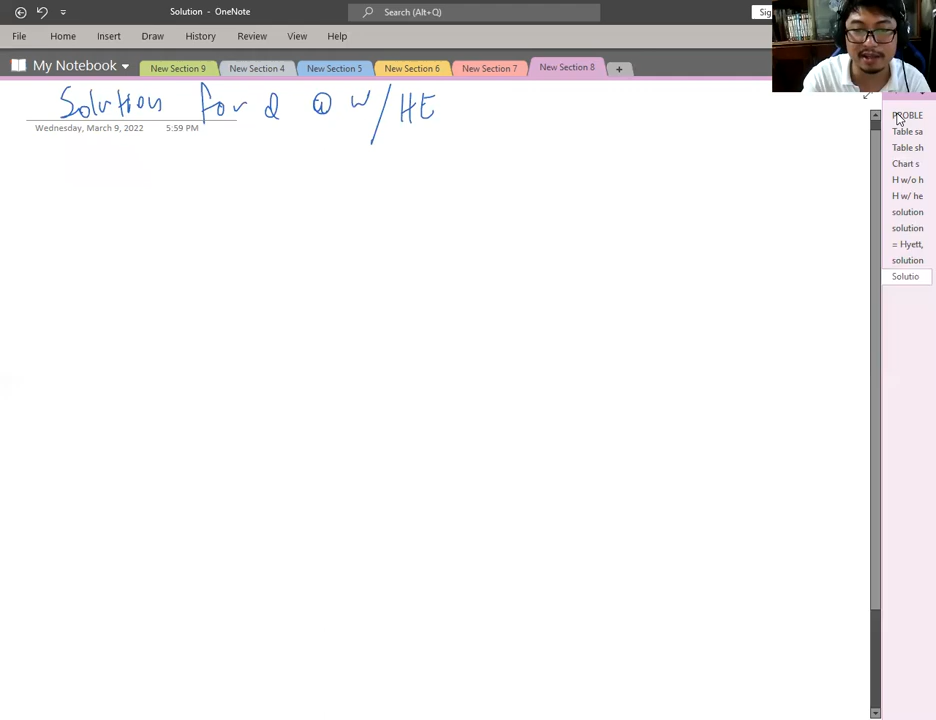 Solution - OneNote
Search (Alt+Q)
Sig
File Home Insert Draw History Review View Help
My Notebook
New Section 9 New Section 4 New Section 5 New Section 6 New Section 7 New Section 8 +
Solution for d @ w/ HE
Wednesday, March 9, 2022 5:59 PM
PROBLE
Table sa
Table sh
Chart s
H w/o h
H w/ he
solution
solution
= Hyett,
solution
Solutio